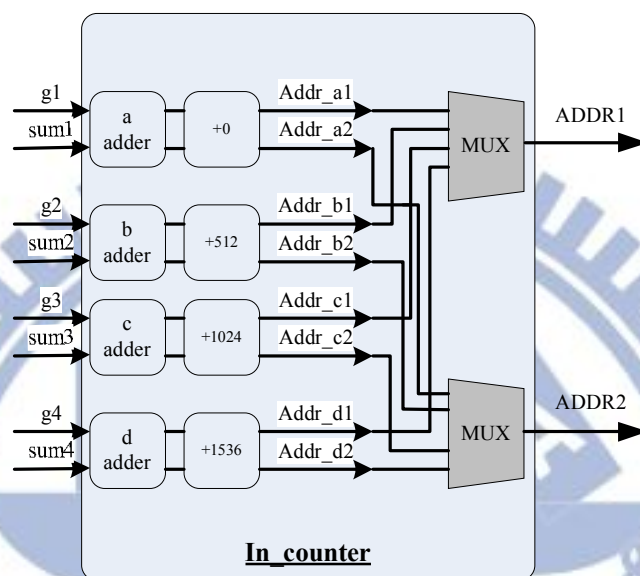 g1
sum1
a
adder
+0
Addr_a1
Addr_a2
MUX
ADDR1
g2
sum2
b
adder
+512
Addr_b1
Addr_b2
g3
sum3
c
adder
+1024
Addr_c1
Addr_c2
g4
sum4
d
adder
+1536
Addr_d1
Addr_d2
MUX
ADDR2
In_counter